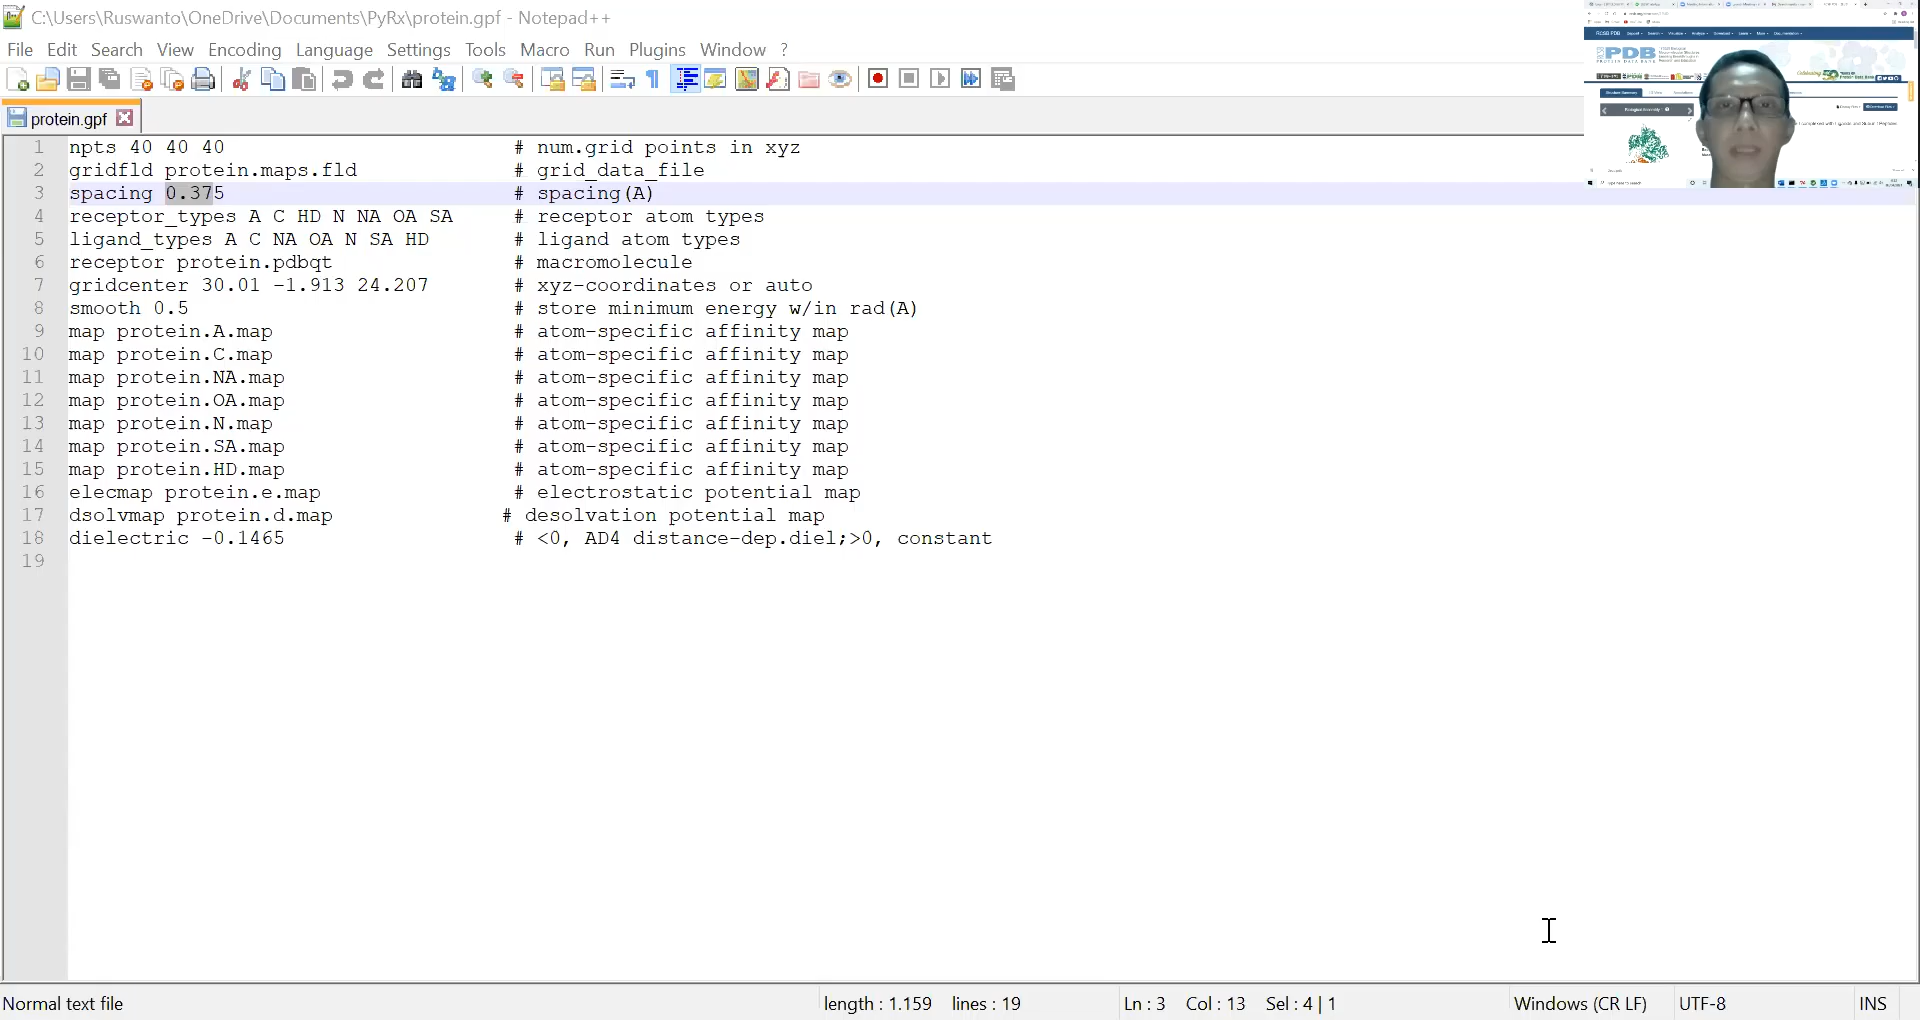 C:\Users\Ruswanto\OneDrive\Documents\PyRx\protein.gpf - Notepad++
File Edit Search View Encoding Language Settings Tools Macro Run Plugins Window ?
protein.gpf
1 npts 40 40 40 # num.grid points in xyz
2 gridfld protein.maps.fld # grid_data_file
3 spacing 0.375 # spacing(A)
4 receptor_types A C HD N NA OA SA # receptor atom types
5 ligand_types A C NA OA N SA HD # ligand atom types
6 receptor protein.pdbqt # macromolecule
7 gridcenter 30.01 -1.913 24.207 # xyz-coordinates or auto
8 smooth 0.5 # store minimum energy w/in rad(A)
9 map protein.A.map # atom-specific affinity map
10 map protein.C.map # atom-specific affinity map
11 map protein.NA.map # atom-specific affinity map
12 map protein.OA.map # atom-specific affinity map
13 map protein.N.map # atom-specific affinity map
14 map protein.SA.map # atom-specific affinity map
15 map protein.HD.map # atom-specific affinity map
16 elecmap protein.e.map # electrostatic potential map
17 dsolvmap protein.d.map # desolvation potential map
18 dielectric -0.1465 # <0, AD4 distance-dep.diel;>0, constant
19
RCSB PDB
PDB
PROTEIN DATA BANK
Normal text file length : 1.159 lines : 19 Ln : 3 Col : 13 Sel : 4 | 1 Windows (CR LF) UTF-8 INS